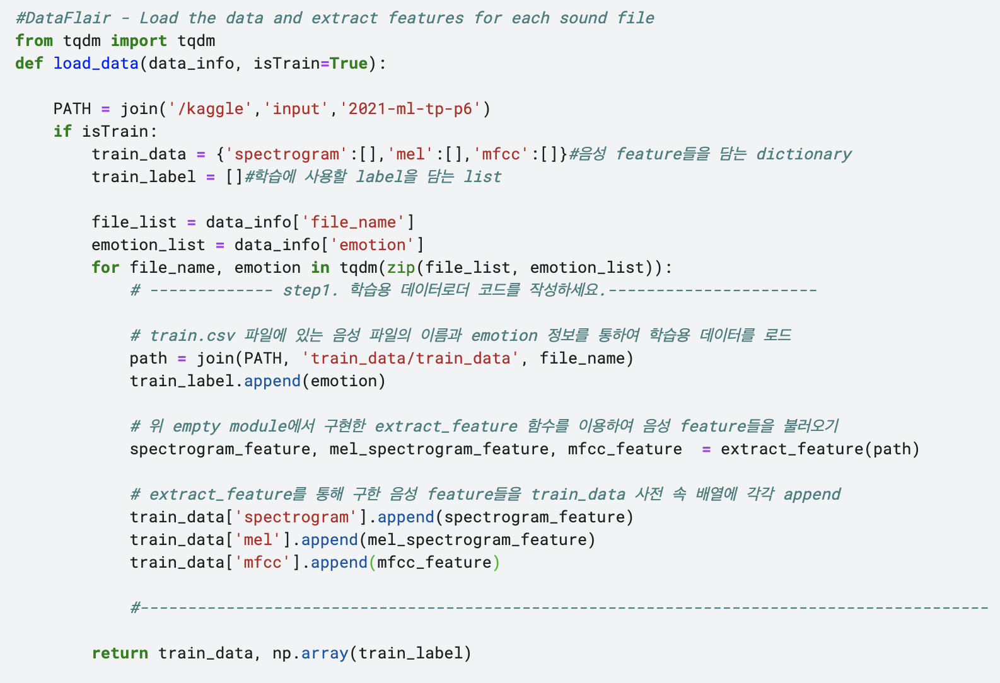 #DataFlair - Load the data and extract features for each sound file
from tqdm import tqdm
def load_data(data_info, isTrain=True):
PATH = join('/kaggle','input','2021-ml-tp-p6')
if isTrain:
train_data = {'spectrogram':[],'mel':[],'mfcc':[]}#음성 feature들을 담는 dictionary
train_label = []#학습에 사용할 label을 담는 list
file_list = data_info['file_name']
emotion_list = data_info['emotion']
for file_name, emotion in tqdm(zip(file_list, emotion_list)):
# ------------- step1. 학습용 데이터로더 코드를 작성하세요.----------------------
# train.csv 파일에 있는 음성 파일의 이름과 emotion 정보를 통하여 학습용 데이터를 로드
path = join(PATH, 'train_data/train_data', file_name)
train_label.append(emotion)
# 위 empty module에서 구현한 extract_feature 함수를 이용하여 음성 feature들을 불러오기
spectrogram_feature, mel_spectrogram_feature, mfcc_feature  = extract_feature(path)
# extract_feature를 통해 구한 음성 feature들을 train_data 사전 속 배열에 각각 append
train_data['spectrogram'].append(spectrogram_feature)
train_data['mel'].append(mel_spectrogram_feature)
train_data['mfcc'].append(mfcc_feature)
#-----------------------------------------------------------------------------------------
return train_data, np.array(train_label)